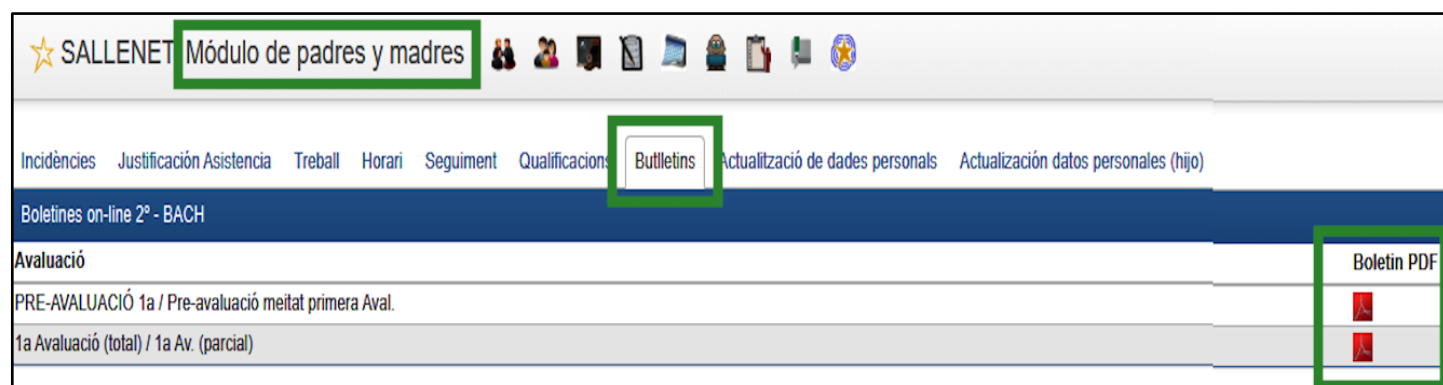 SALLENET Módulo de padres y madres
Incidències Justificación Asistencia Treball Horari Seguiment Qualificacions Butlletins Actualització de dades personals Actualización datos personales (hijo)
Boletines on-line 2º - BACH
Avaluació Boletin PDF
PRE-AVALUACIÓ 1a / Pre-avaluació meitat primera Aval.
1a Avaluació (total) / 1a Av. (parcial)